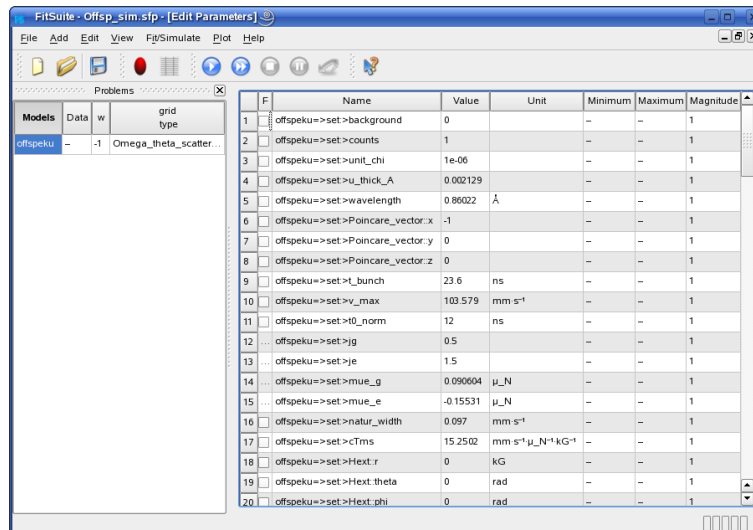 FitSuite - Offsp_sim.sfp - [Edit Parameters]
File Add Edit View Fit/Simulate Plot Help
Problems
Models Data w grid type
offspeku – -1 Omega_theta_scatter...
F Name Value Unit Minimum Maximum Magnitude
1 offspeku=>set:>background 0 – – 1
2 offspeku=>set:>counts 1 – – 1
3 offspeku=>set:>unit_chi 1e-06 – – 1
4 offspeku=>set:>u_thick_A 0.002129 – – 1
5 offspeku=>set:>wavelength 0.86022 Å – – 1
6 offspeku=>set:>Poincare_vector::x -1 – – 1
7 offspeku=>set:>Poincare_vector::y 0 – – 1
8 offspeku=>set:>Poincare_vector::z 0 – – 1
9 offspeku=>set:>t_bunch 23.6 ns – – 1
10 offspeku=>set:>v_max 103.579 mm·s⁻¹ – – 1
11 offspeku=>set:>t0_norm 12 ns – – 1
12 ... offspeku=>set:>jg 0.5 – – 1
13 ... offspeku=>set:>je 1.5 – – 1
14 ... offspeku=>set:>mue_g 0.090604 μ_N – – 1
15 ... offspeku=>set:>mue_e -0.15531 μ_N – – 1
16 offspeku=>set:>natur_width 0.097 mm·s⁻¹ – – 1
17 offspeku=>set:>cTms 15.2502 mm·s⁻¹·μ_N⁻¹·kG⁻¹ – – 1
18 offspeku=>set:>Hext::r 0 kG – – 1
19 offspeku=>set:>Hext::theta 0 rad – – 1
20 offspeku=>set:>Hext::phi 0 rad – – 1